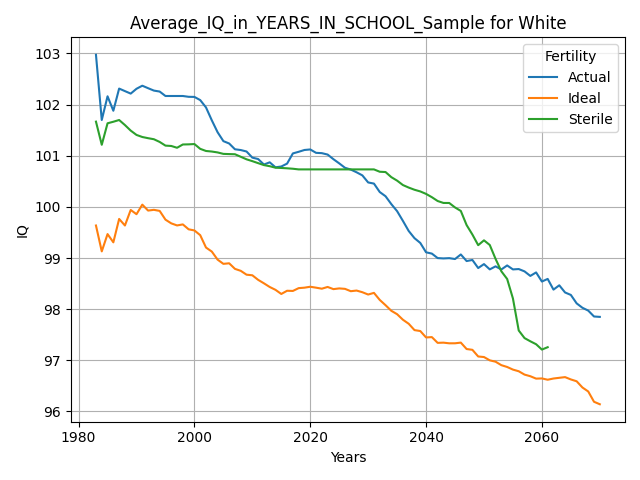 Average_IQ_in_YEARS_IN_SCHOOL_Sample for White
Fertility
Actual
Ideal
Sterile
IQ
103
102
101
100
99
98
97
96
1980
2000
2020
2040
2060
Years